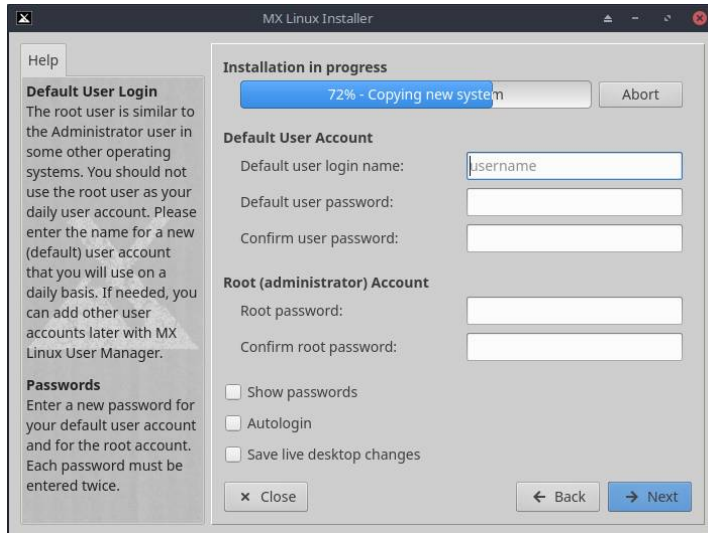 MX Linux Installer
Help
Default User Login
The root user is similar to
the Administrator user in
some other operating
systems. You should not
use the root user as your
daily user account. Please
enter the name for a new
(default) user account
that you will use on a
daily basis. If needed, you
can add other user
accounts later with MX
Linux User Manager.
Passwords
Enter a new password for
your default user account
and for the root account.
Each password must be
entered twice.
Installation in progress
72% - Copying new system
Abort
Default User Account
Default user login name:
username
Default user password:
Confirm user password:
Root (administrator) Account
Root password:
Confirm root password:
Show passwords
Autologin
Save live desktop changes
Close
Back
Next